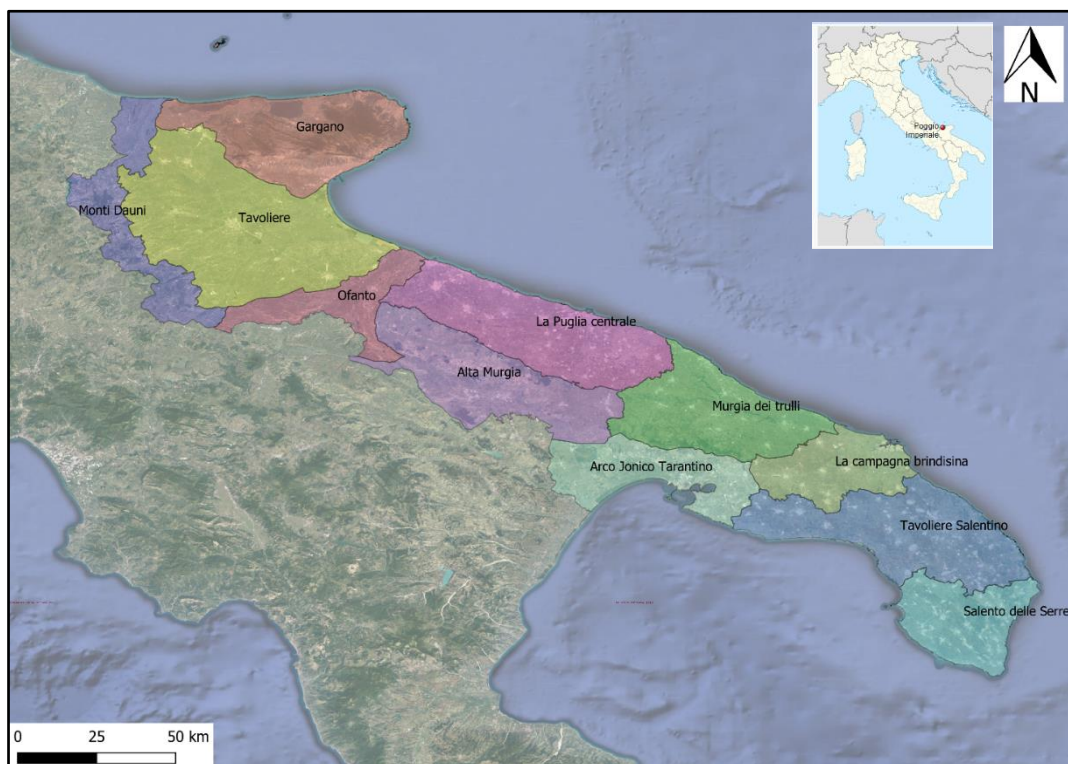 Gargano
Poggio
Imperiale
N
Monti Dauni
Tavoliere
Ofanto
La Puglia centrale
Alta Murgia
Murgia dei trulli
La campagna brindisina
Arco Jonico Tarantino
Tavoliere Salentino
Salento delle Serre
0 25 50 km